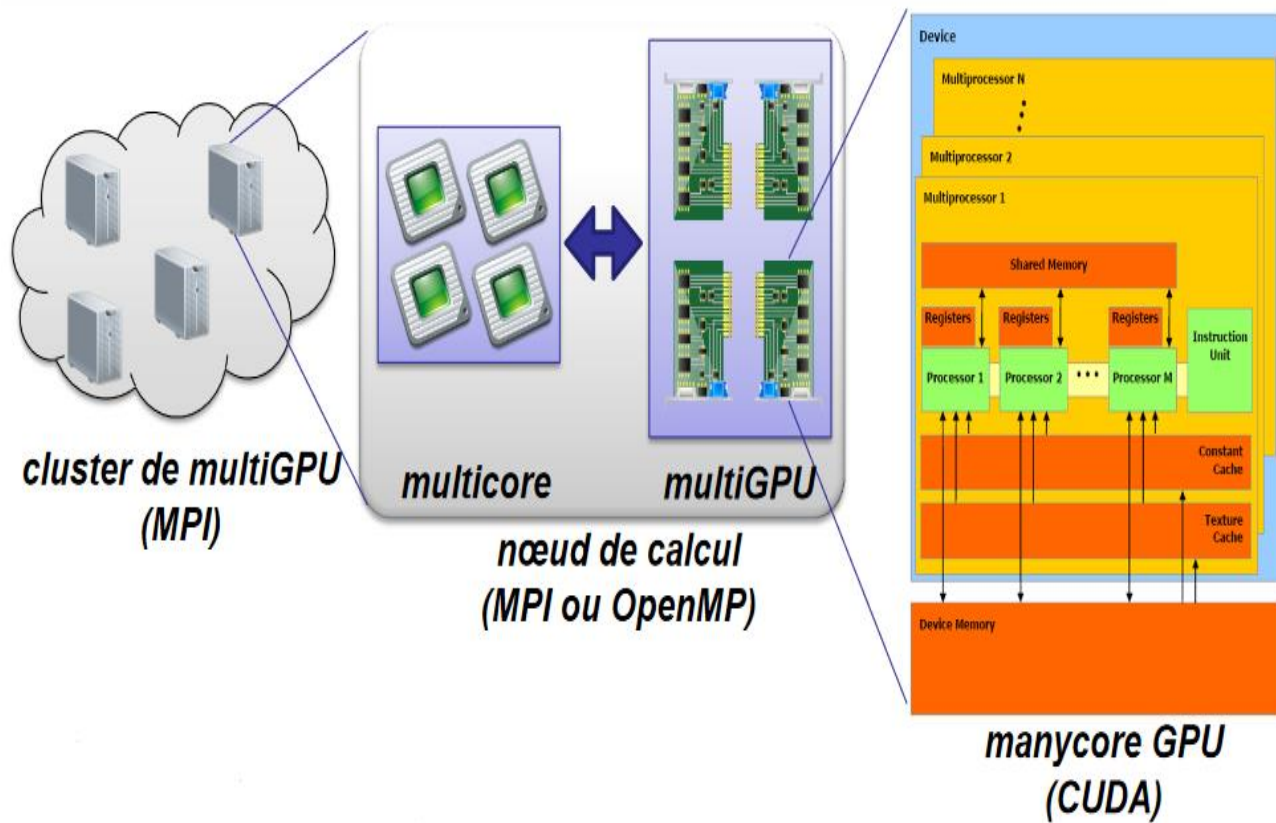 cluster de multiGPU
(MPI)
multicore
multiGPU
nœud de calcul
(MPI ou OpenMP)
Device
Multiprocessor N
Multiprocessor 2
Multiprocessor 1
Shared Memory
Registers
Registers
Registers
Instruction
Unit
Processor 1
Processor 2
Processor M
Constant
Cache
Texture
Cache
Device Memory
manycore GPU
(CUDA)